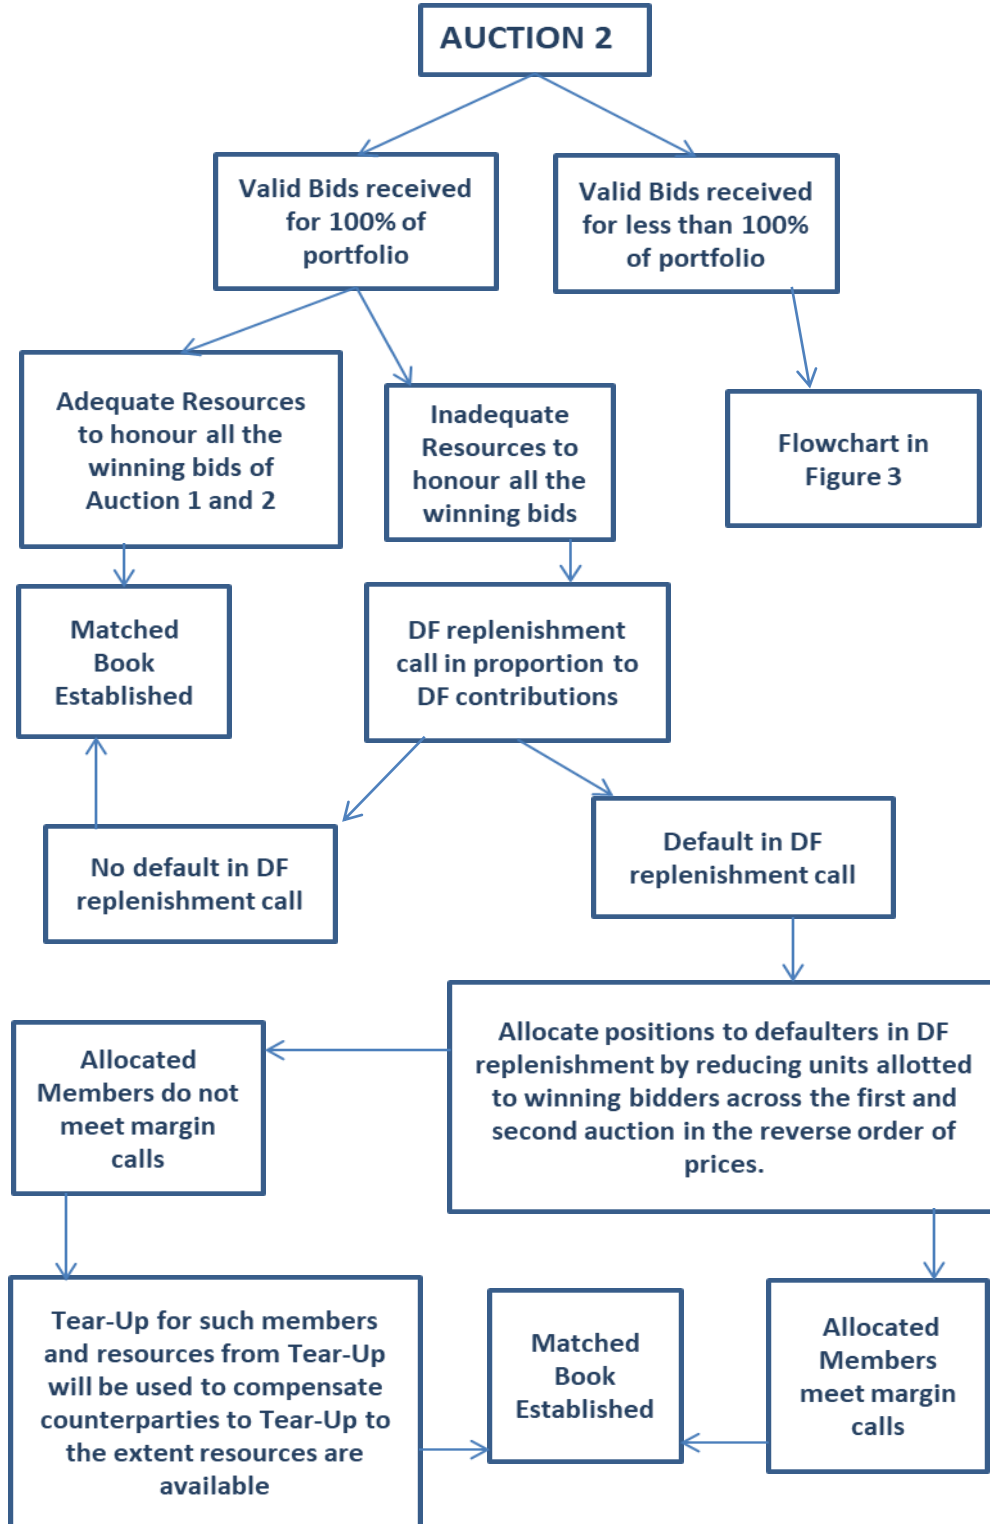 AUCTION 2
Valid Bids received
for 100% of
portfolio
Valid Bids received
for less than 100%
of portfolio
Adequate Resources
to honour all the
winning bids of
Auction 1 and 2
Inadequate
Resources to
honour all the
winning bids
Flowchart in
Figure 3
Matched
Book
Established
DF replenishment
call in proportion to
DF contributions
No default in DF
replenishment call
Default in DF
replenishment call
Allocated
Members do not
meet margin
calls
Allocate positions to defaulters in DF
replenishment by reducing units allotted
to winning bidders across the first and
second auction in the reverse order of
prices.
Tear-Up for such members
and resources from Tear-Up
will be used to compensate
counterparties to Tear-Up to
the extent resources are
available
Matched
Book
Established
Allocated
Members
meet margin
calls